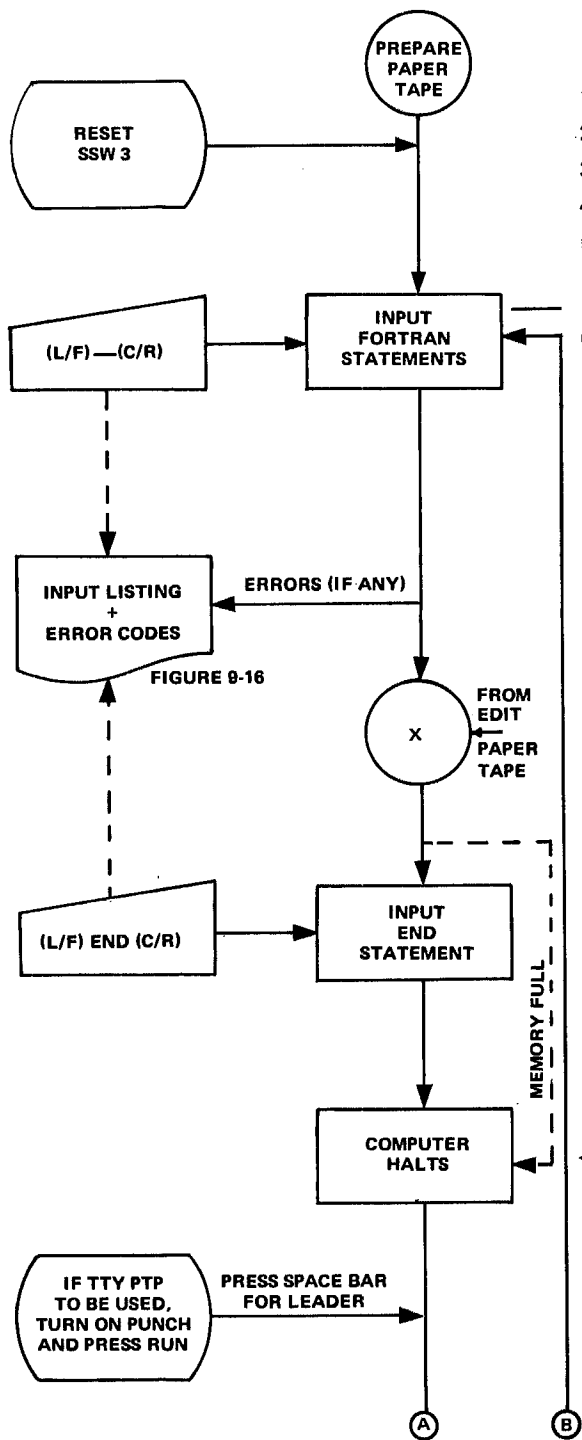 PREPARE
PAPER
TAPE
RESET
SSW 3
INPUT
FORTRAN
STATEMENTS
(L/F) — (C/R)
ERRORS (IF ANY)
INPUT LISTING
+
ERROR CODES
FIGURE 9-16
FROM
EDIT
X
PAPER
TAPE
INPUT
END
STATEMENT
(L/F) END (C/R)
MEMORY FULL
COMPUTER
HALTS
IF TTY PTP
TO BE USED,
TURN ON PUNCH
AND PRESS RUN
PRESS SPACE BAR
FOR LEADER
A
B